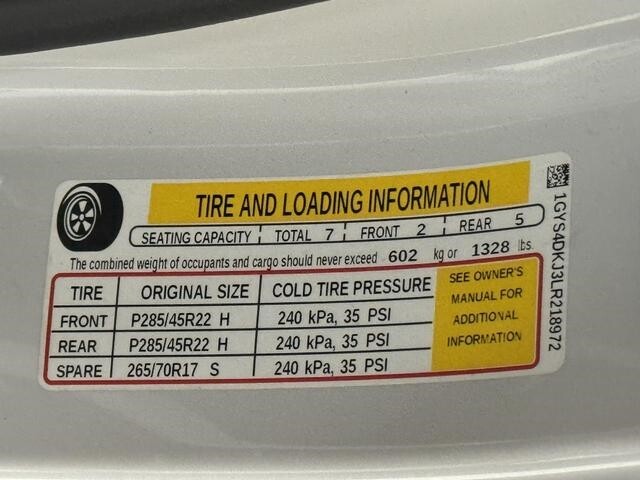 TIRE AND LOADING INFORMATION
SEATING CAPACITY TOTAL 7 FRONT 2 REAR 5
The combined weight of occupants and cargo should never exceed 602 kg or 1328 lbs.
TIRE ORIGINAL SIZE COLD TIRE PRESSURE
FRONT P285/45R22 H 240 kPa, 35 PSI
REAR P285/45R22 H 240 kPa, 35 PSI
SPARE 265/70R17 S 240 kPa, 35 PSI
SEE OWNER'S
MANUAL FOR
ADDITIONAL
INFORMATION
1GYS4DKJ3LR218972